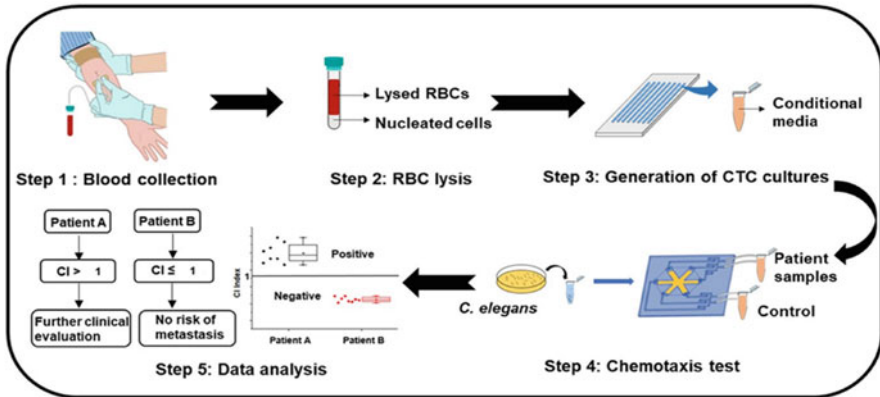 Lysed RBCs
Nucleated cells
Conditional
media
Step 1 : Blood collection
Step 2: RBC lysis
Step 3: Generation of CTC cultures
Patient A
Patient B
CI > 1
CI ≤ 1
Further clinical
evaluation
No risk of
metastasis
CI Index
1
Positive
Negative
Patient A
Patient B
Step 5: Data analysis
C. elegans
Patient
samples
Control
Step 4: Chemotaxis test